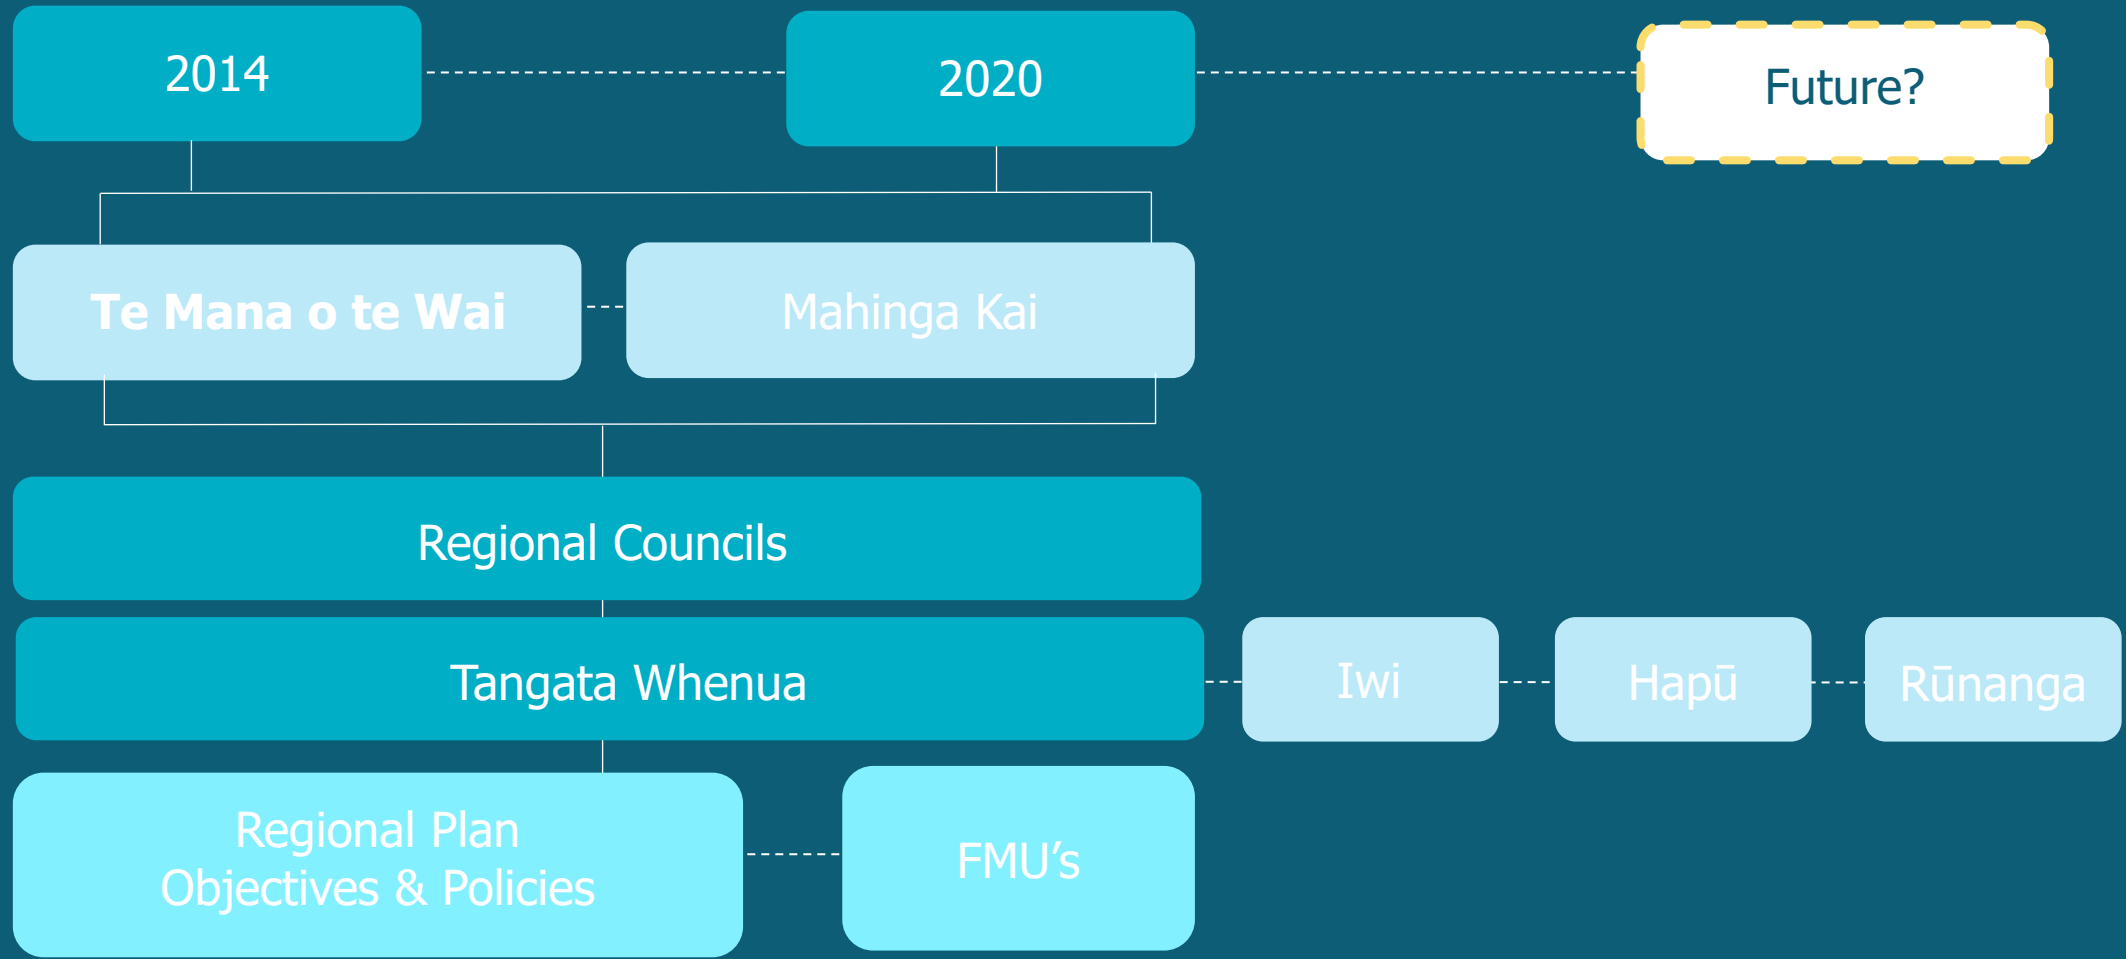 2014
2020
Future?
Te Mana o te Wai
Mahinga Kai
Regional Councils
Tangata Whenua
Iwi
Hapū
Rūnanga
Regional Plan
Objectives & Policies
FMU’s